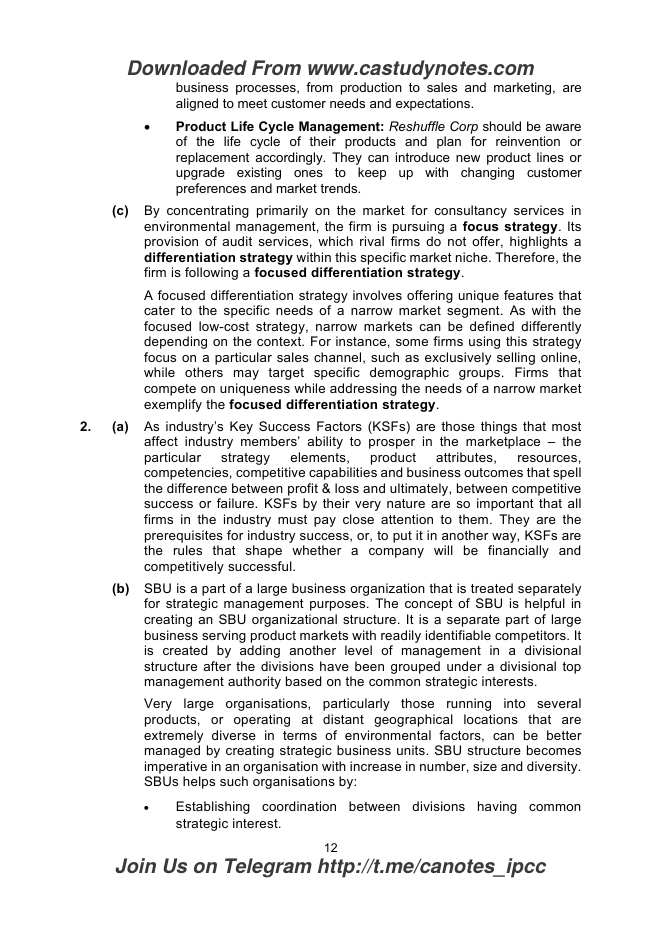 Downloaded From www.castudynotes.com
business processes, from production to sales and marketing, are
aligned to meet customer needs and expectations.
• Product Life Cycle Management: Reshuffle Corp should be aware
of the life cycle of their products and plan for reinvention or
replacement accordingly. They can introduce new product lines or
upgrade existing ones to keep up with changing customer
preferences and market trends.
(c) By concentrating primarily on the market for consultancy services in
environmental management, the firm is pursuing a focus strategy. Its
provision of audit services, which rival firms do not offer, highlights a
differentiation strategy within this specific market niche. Therefore, the
firm is following a focused differentiation strategy.
A focused differentiation strategy involves offering unique features that
cater to the specific needs of a narrow market segment. As with the
focused low-cost strategy, narrow markets can be defined differently
depending on the context. For instance, some firms using this strategy
focus on a particular sales channel, such as exclusively selling online,
while others may target specific demographic groups. Firms that
compete on uniqueness while addressing the needs of a narrow market
exemplify the focused differentiation strategy.
2. (a) As industry’s Key Success Factors (KSFs) are those things that most
affect industry members’ ability to prosper in the marketplace – the
particular strategy elements, product attributes, resources,
competencies, competitive capabilities and business outcomes that spell
the difference between profit & loss and ultimately, between competitive
success or failure. KSFs by their very nature are so important that all
firms in the industry must pay close attention to them. They are the
prerequisites for industry success, or, to put it in another way, KSFs are
the rules that shape whether a company will be financially and
competitively successful.
(b) SBU is a part of a large business organization that is treated separately
for strategic management purposes. The concept of SBU is helpful in
creating an SBU organizational structure. It is a separate part of large
business serving product markets with readily identifiable competitors. It
is created by adding another level of management in a divisional
structure after the divisions have been grouped under a divisional top
management authority based on the common strategic interests.
Very large organisations, particularly those running into several
products, or operating at distant geographical locations that are
extremely diverse in terms of environmental factors, can be better
managed by creating strategic business units. SBU structure becomes
imperative in an organisation with increase in number, size and diversity.
SBUs helps such organisations by:
• Establishing coordination between divisions having common
strategic interest.
12
Join Us on Telegram http://t.me/canotes_ipcc